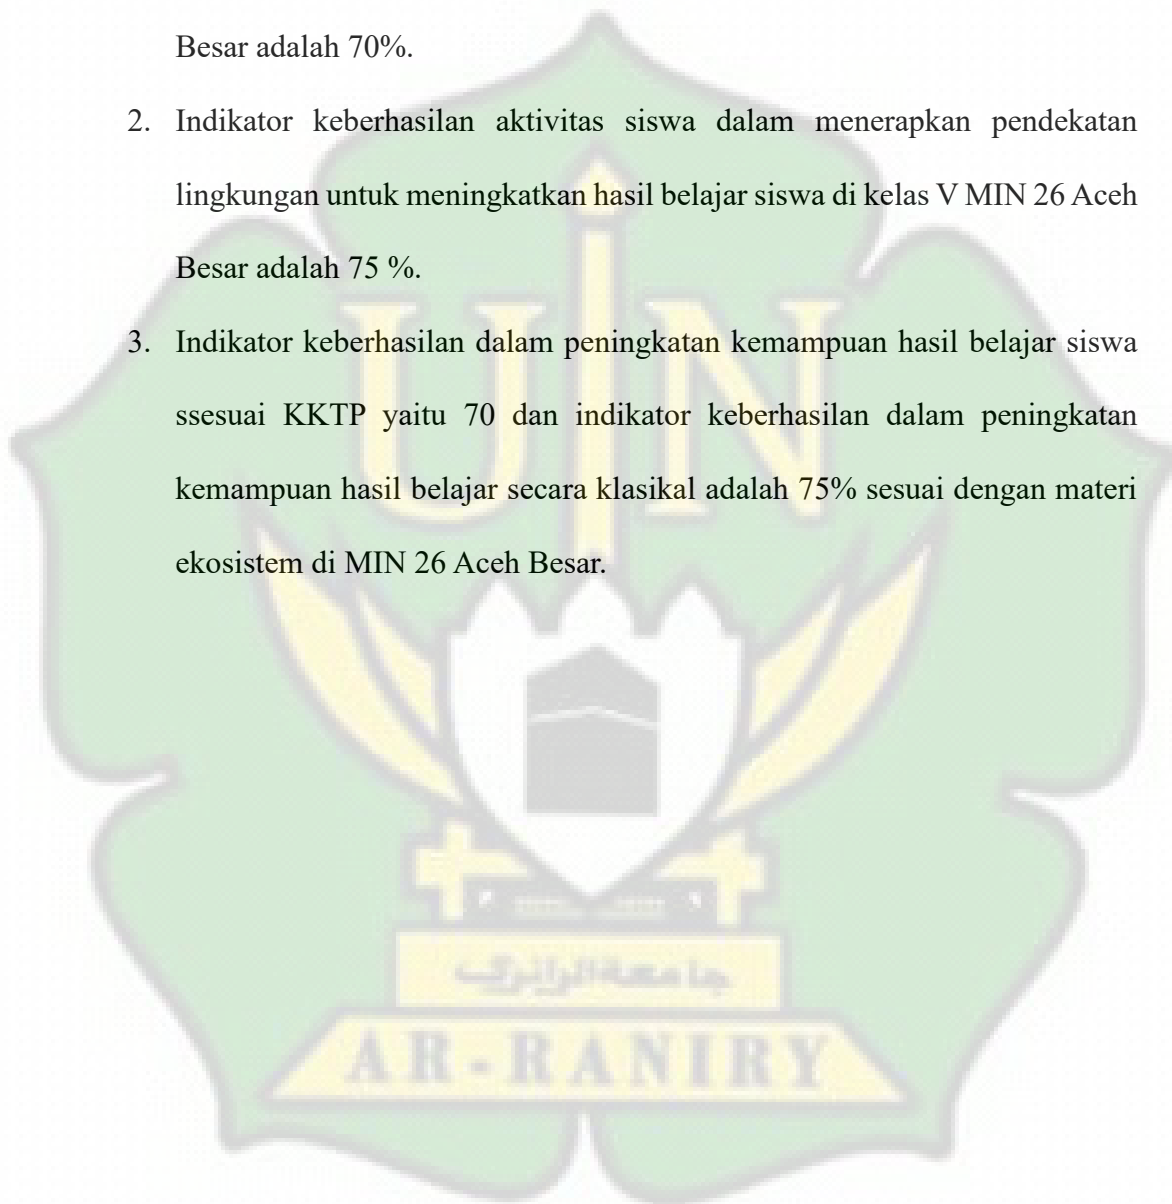 Besar adalah 70%.
2. Indikator keberhasilan aktivitas siswa dalam menerapkan pendekatan
lingkungan untuk meningkatkan hasil belajar siswa di kelas V MIN 26 Aceh
Besar adalah 75 %.
3. Indikator keberhasilan dalam peningkatan kemampuan hasil belajar siswa
ssesuai KKTP yaitu 70 dan indikator keberhasilan dalam peningkatan
kemampuan hasil belajar secara klasikal adalah 75% sesuai dengan materi
ekosistem di MIN 26 Aceh Besar.
UIN
جامعة الرانري
AR-RANIRY